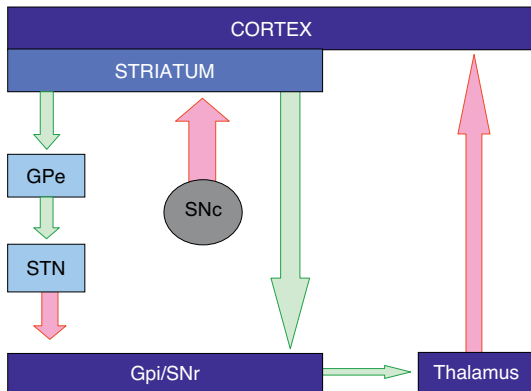 CORTEX
STRIATUM
GPe
SNc
STN
Gpi/SNr
Thalamus